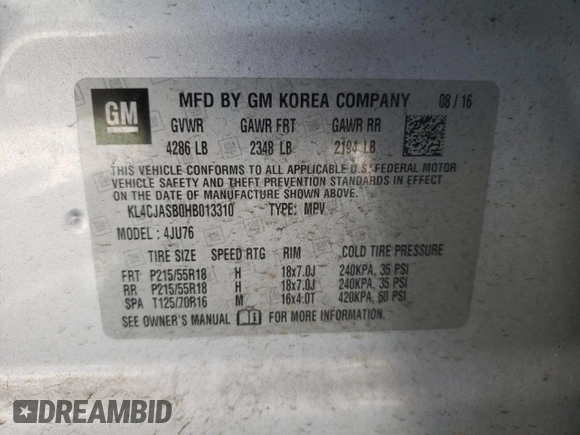 GM
MFD BY GM KOREA COMPANY 08 / 16
GVWR GAWR FRT GAWR RR
4286 LB 2348 LB 2194 LB
THIS VEHICLE CONFORMS TO ALL APPLICABLE U.S. FEDERAL MOTOR
VEHICLE SAFETY AND THEFT PREVENTION STANDARDS IN EFFECT
ON THE DATE OF MANUFACTURE SHOWN ABOVE.
KL4CJASB0HB013310 TYPE: MPV
MODEL : 4JU76
TIRE SIZE SPEED RTG RIM COLD TIRE PRESSURE
FRT P215/55R18 H 18x7.0J 240KPA, 35 PSI
RR P215/55R18 H 18x7.0J 240KPA, 35 PSI
SPA T125/70R16 M 16x4.0T 420KPA, 60 PSI
SEE OWNER'S MANUAL FOR MORE INFORMATION.
DREAMBID